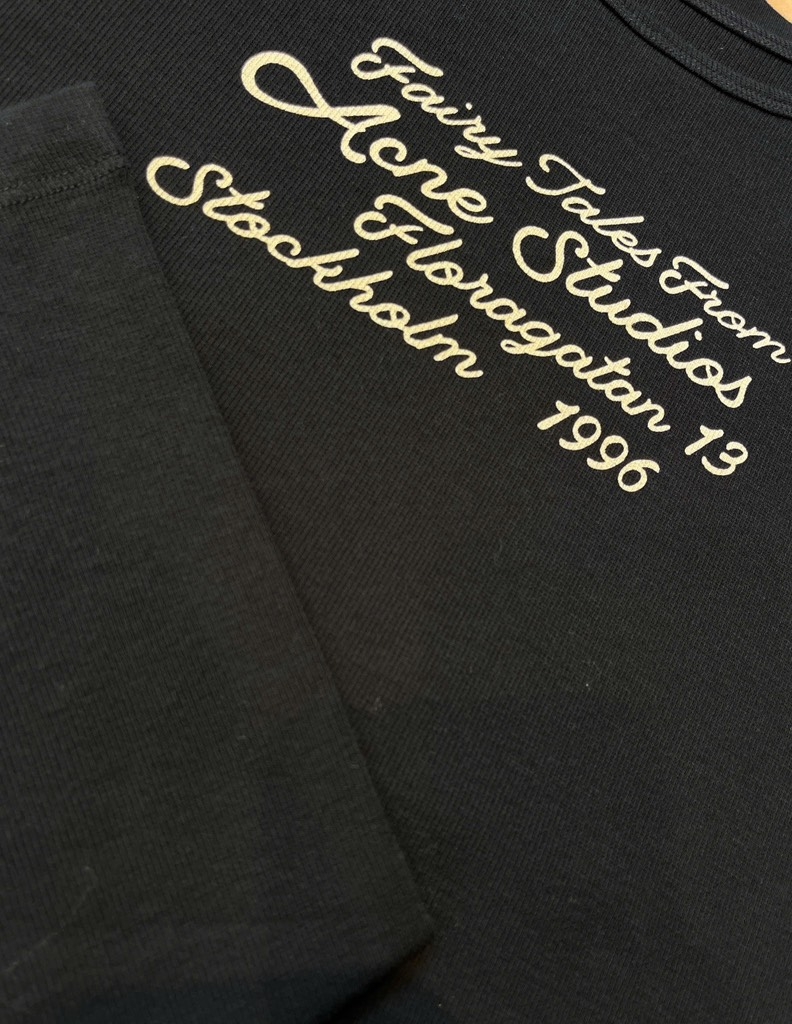 Fairy Tales From
Acne Studios
Floragatan 13
Stockholm 1996